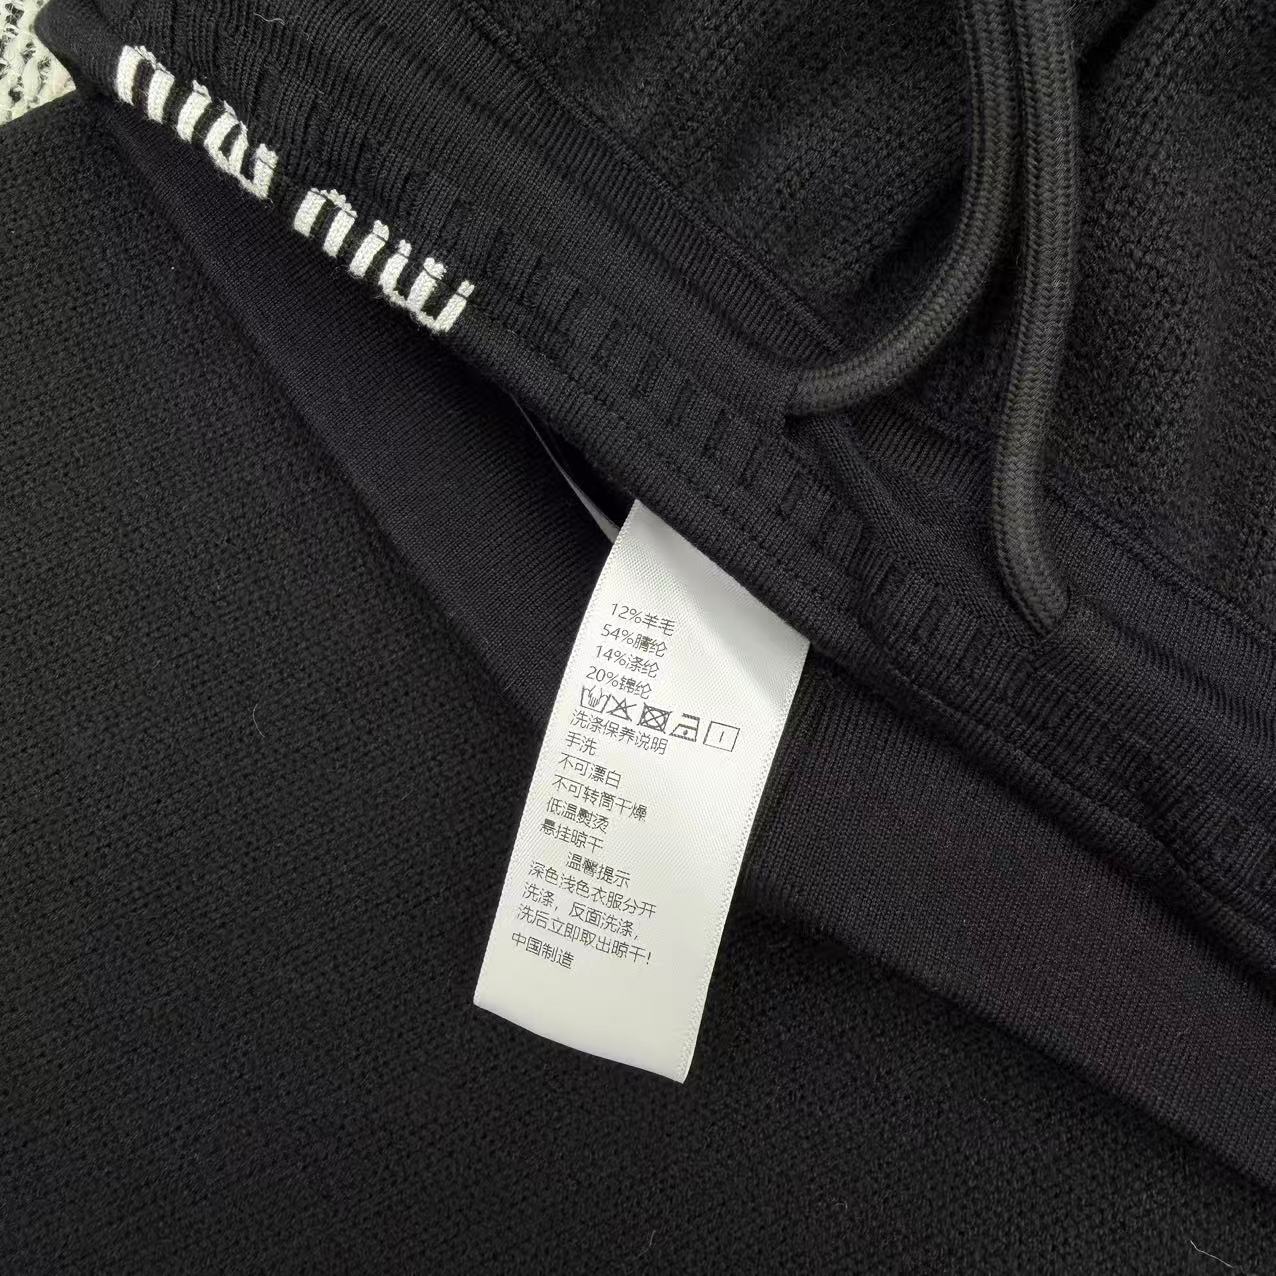 miu miu
12%羊毛
54%腈纶
14%涤纶
20%锦纶
洗涤保养说明
手洗
不可漂白
不可转筒干燥
低温熨烫
悬挂晾干
温馨提示
深色浅色衣服分开
洗涤，反面洗涤，
洗后立即取出晾干!
中国制造